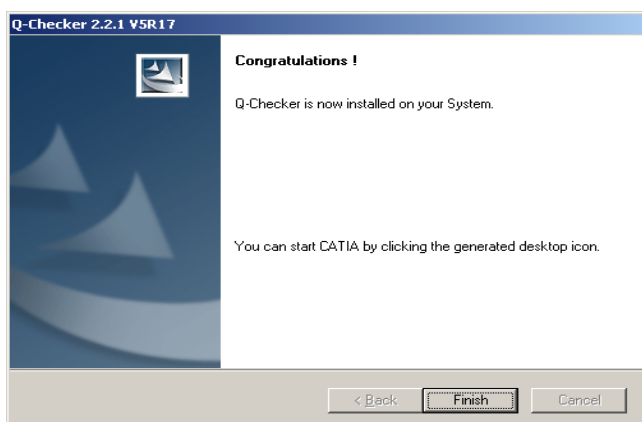 Q-Checker 2.2.1 V5R17
Congratulations !
Q-Checker is now installed on your System.
You can start CATIA by clicking the generated desktop icon.
< Back Finish Cancel